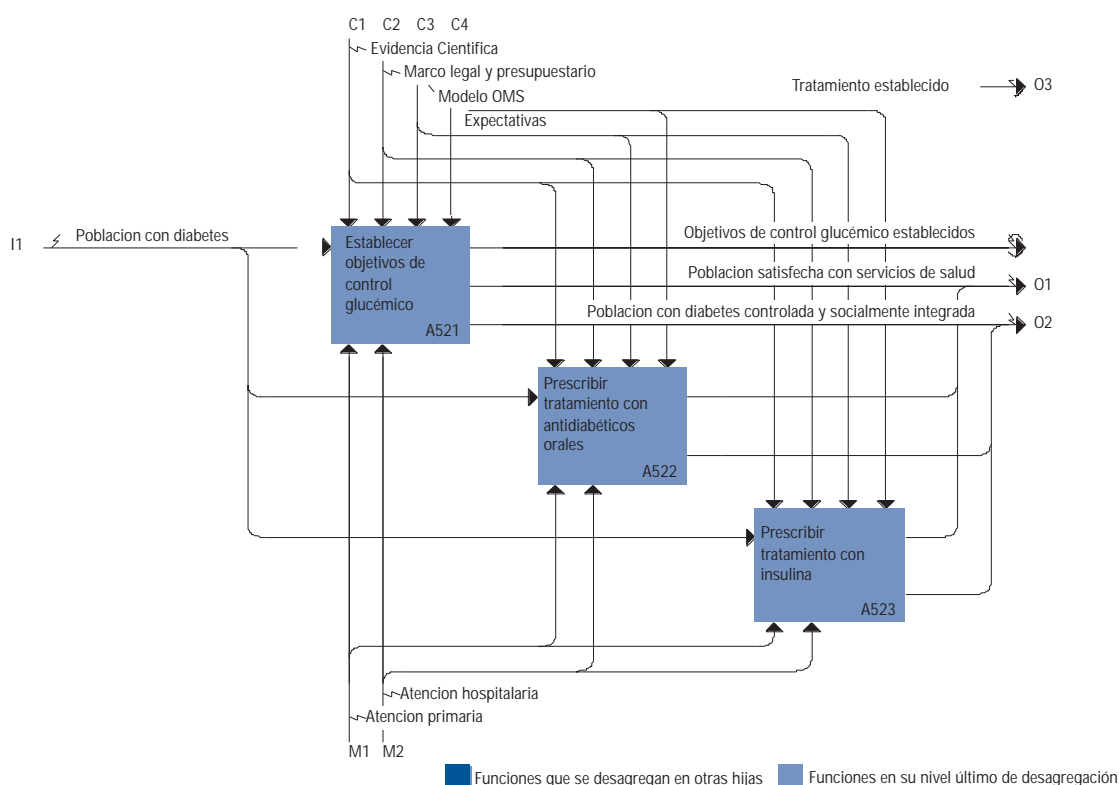 C1 C2 C3 C4
Evidencia Cientifica
Marco legal y presupuestario
Modelo OMS
Expectativas
Tratamiento establecido
O3
I1
Poblacion con diabetes
Establecer
objetivos de
control
glucémico
A521
Objetivos de control glucémico establecidos
Poblacion satisfecha con servicios de salud
O1
Poblacion con diabetes controlada y socialmente integrada
O2
Prescribir
tratamiento con
antidiabéticos
orales
A522
Prescribir
tratamiento con
insulina
A523
Atencion hospitalaria
Atencion primaria
M1 M2
Funciones que se desagregan en otras hijas
Funciones en su nivel último de desagregación